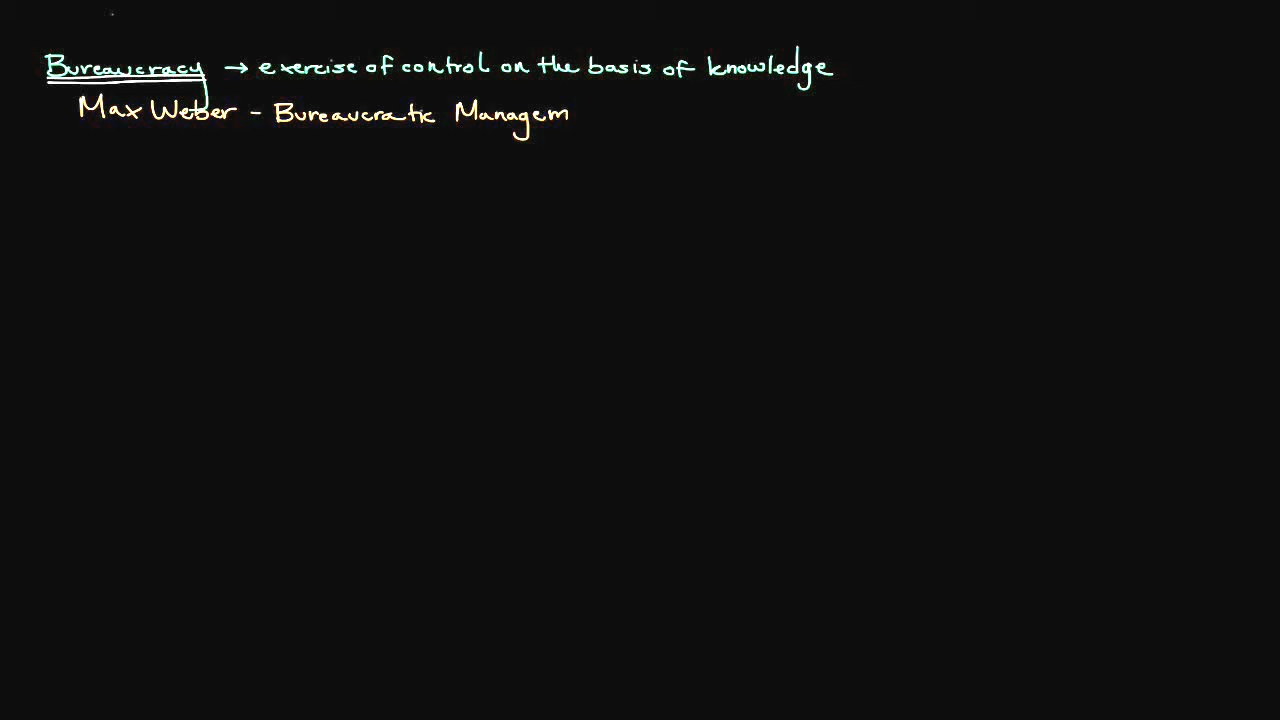 Bureaucracy → exercise of control on the basis of knowledge
Max Weber - Bureaucratic Managem